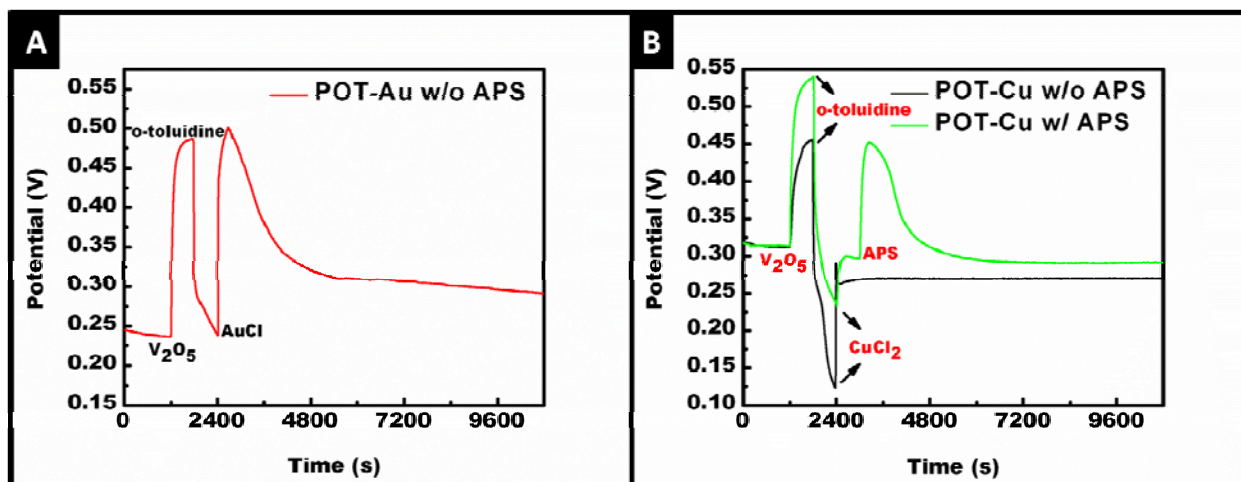 A
POT-Au w/o APS
o-toluidine
AuCl
V2O5
0.55
0.50
0.45
0.40
0.35
0.30
0.25
0.20
0.15
Potential (V)
0 2400 4800 7200 9600
Time (s)
B
POT-Cu w/o APS
POT-Cu w/ APS
o-toluidine
APS
V2O5
CuCl2
0.55
0.50
0.45
0.40
0.35
0.30
0.25
0.20
0.15
0.10
Potential (V)
0 2400 4800 7200 9600
Time (s)